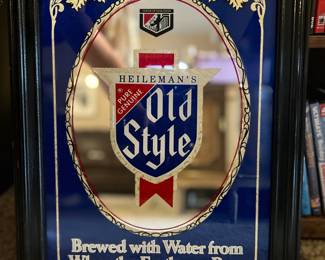 HEILEMAN'S
PURE
GENUINE
Old
Style
Brewed with Water from